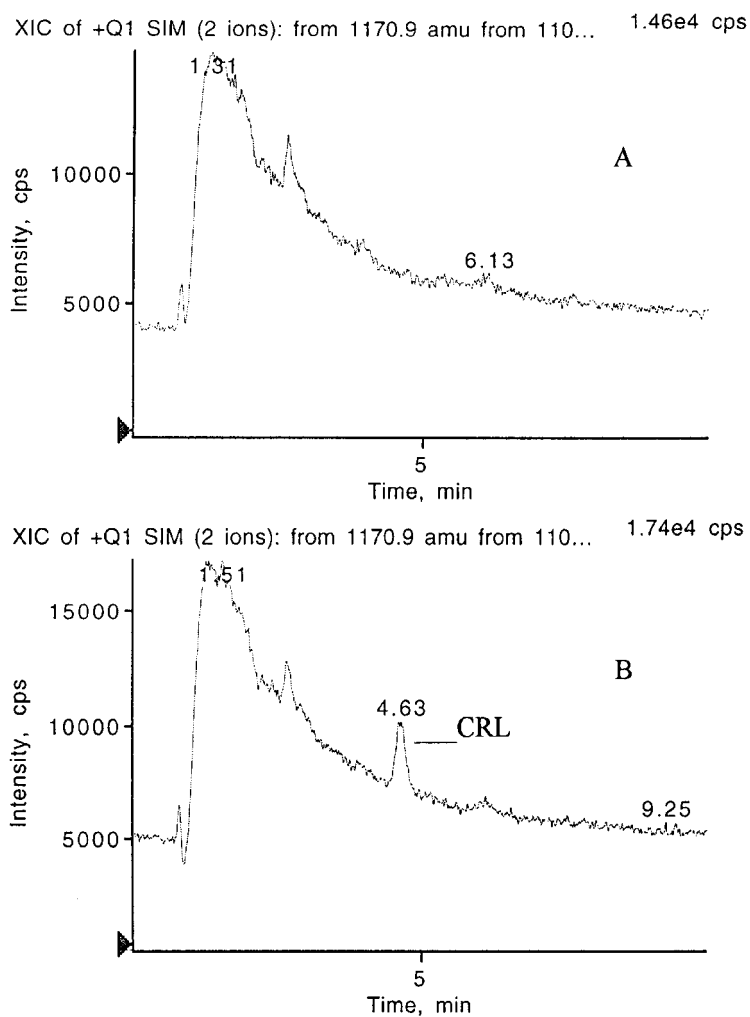 XIC of +Q1 SIM (2 ions): from 1170.9 amu from 110... 1.46e4 cps
1.31
A
10000
6.13
5000
Intensity, cps
5
Time, min
XIC of +Q1 SIM (2 ions): from 1170.9 amu from 110... 1.74e4 cps
1.51
15000
B
4.63
10000
CRL
9.25
5000
Intensity, cps
5
Time, min